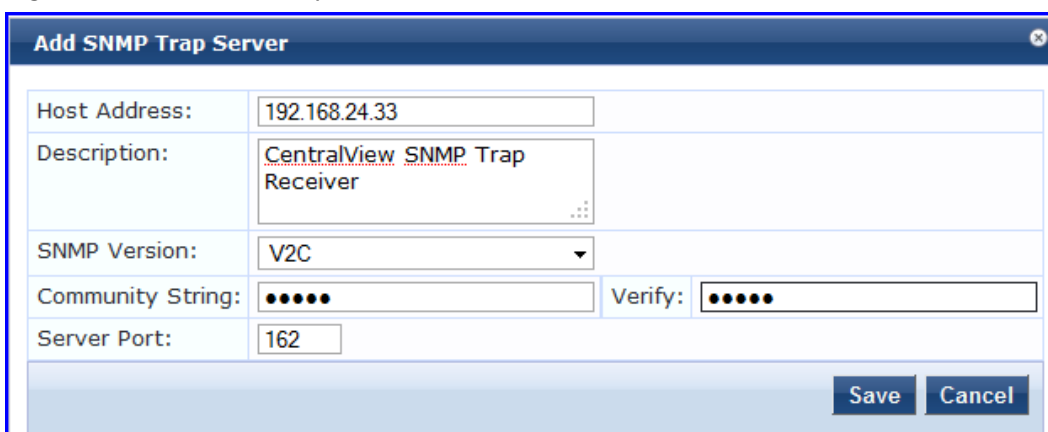 Add SNMP Trap Server
Host Address: 192.168.24.33
Description: CentralView SNMP Trap
Receiver
SNMP Version: V2C
Community String: ●●●●● Verify: ●●●●●
Server Port: 162
Save Cancel